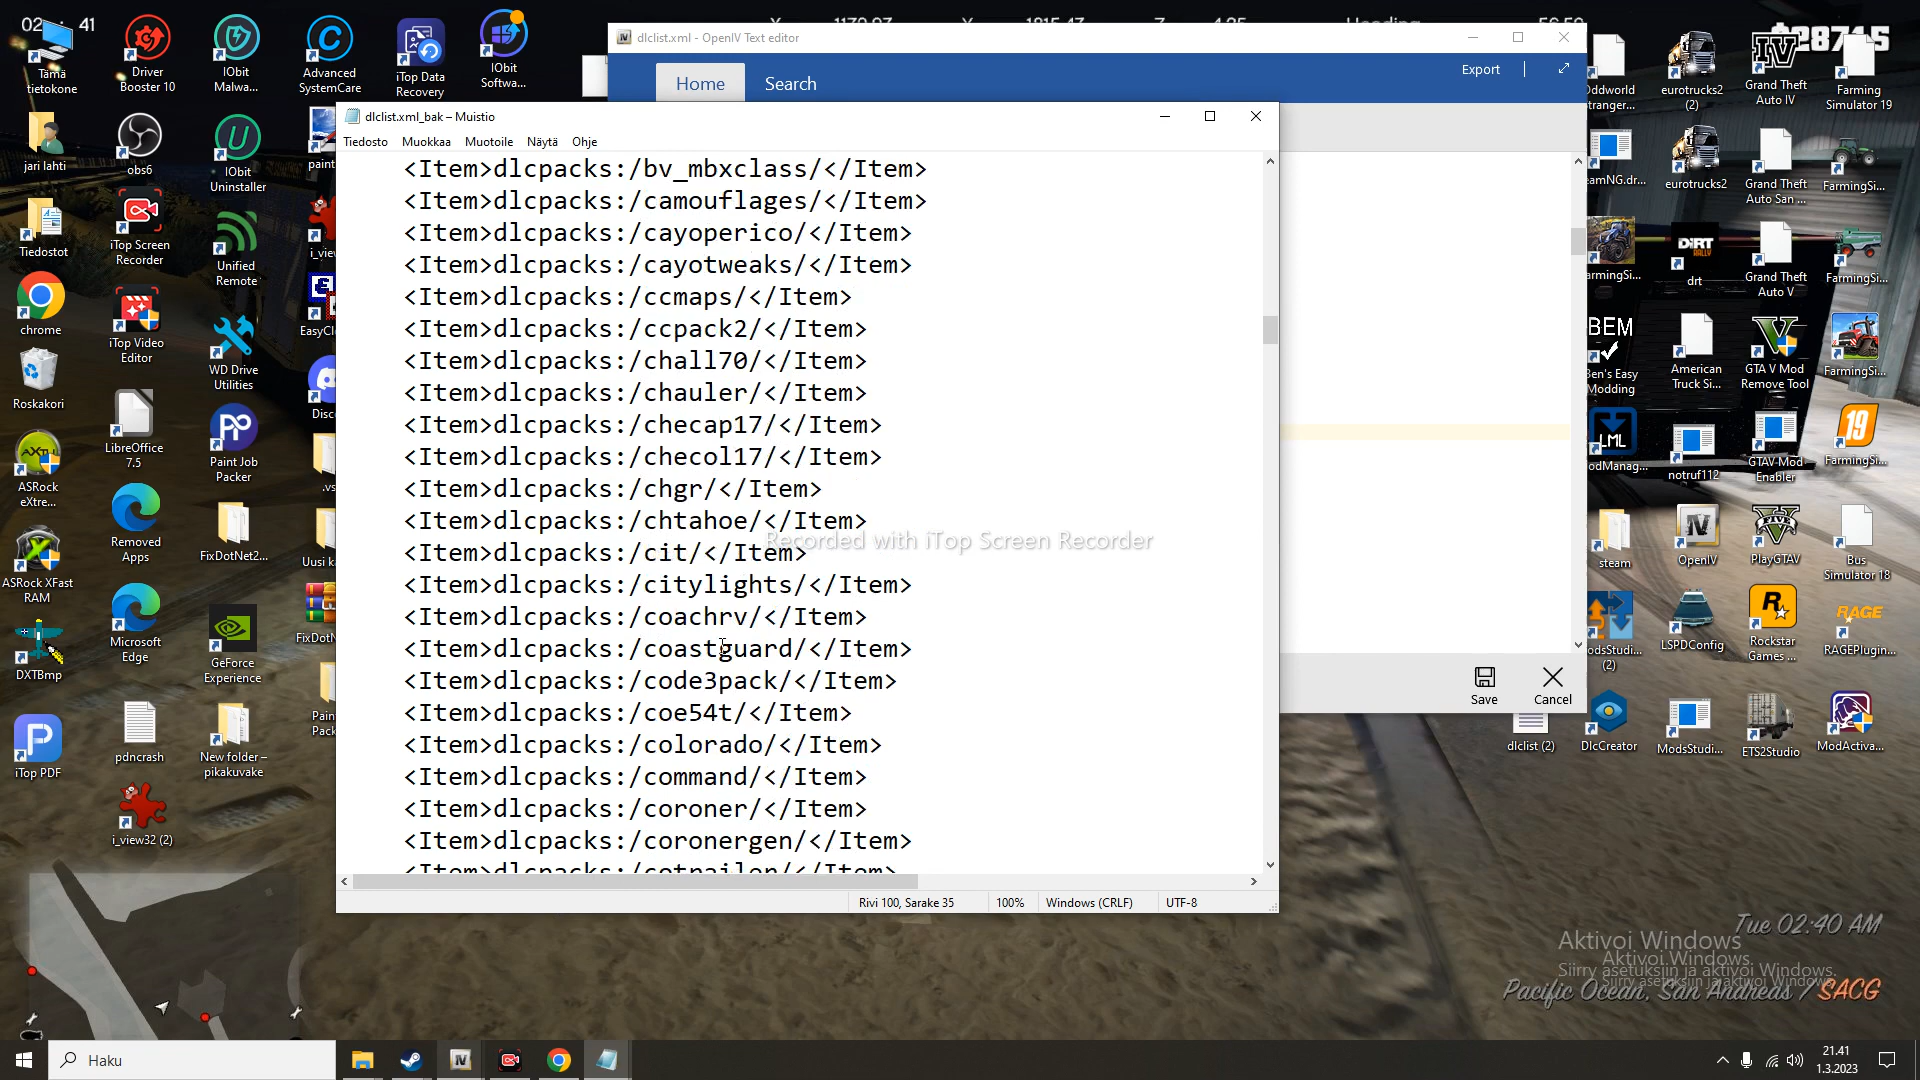 dlclist.xml - OpenIV Text editor
Home
Search
Export
dlclist.xml_bak – Muistio
Tiedosto Muokkaa Muotoile Näytä Ohje
<Item>dlcpacks:/bv_mbxclass/</Item>
<Item>dlcpacks:/camouflages/</Item>
<Item>dlcpacks:/cayoperico/</Item>
<Item>dlcpacks:/cayotweaks/</Item>
<Item>dlcpacks:/ccmaps/</Item>
<Item>dlcpacks:/ccpack2/</Item>
<Item>dlcpacks:/chall70/</Item>
<Item>dlcpacks:/chauler/</Item>
<Item>dlcpacks:/checap17/</Item>
<Item>dlcpacks:/checol17/</Item>
<Item>dlcpacks:/chgr/</Item>
<Item>dlcpacks:/chtahoe/</Item>
<Item>dlcpacks:/cit/</Item>
<Item>dlcpacks:/citylights/</Item>
<Item>dlcpacks:/coachrv/</Item>
<Item>dlcpacks:/coastguard/</Item>
<Item>dlcpacks:/code3pack/</Item>
<Item>dlcpacks:/coe54t/</Item>
<Item>dlcpacks:/colorado/</Item>
<Item>dlcpacks:/command/</Item>
<Item>dlcpacks:/coroner/</Item>
<Item>dlcpacks:/coronergen/</Item>
Rivi 100, Sarake 35
100%
Windows (CRLF)
UTF-8
Recorded with iTop Screen Recorder
Save
Cancel
Tämä
tietokone
Driver
Booster 10
IObit
Malwa...
Advanced
SystemCare
iTop Data
Recovery
IObit
Softwa...
jari lahti
obs6
IObit
Uninstaller
Tiedostot
iTop Screen
Recorder
Unified
Remote
chrome
iTop Video
Editor
WD Drive
Utilities
Roskakori
LibreOffice
7.5
Paint Job
Packer
ASRock
eXtre...
Removed
Apps
FixDotNet2...
ASRock XFast
RAM
Microsoft
Edge
GeForce
Experience
DXTBmp
iTop PDF
pdncrash
New folder –
pikakuvake
i_view32 (2)
eurotrucks2
(2)
Grand Theft
Auto IV
Farming
Simulator 19
eurotrucks2
Grand Theft
Auto San ...
FarmingSi...
drt
Grand Theft
Auto V
FarmingSi...
Ben's Easy
Modding
American
Truck Si...
GTA V Mod
Remove Tool
FarmingSi...
notruf112
GTAV-Mod
Enabler
FarmingSi...
steam
OpenIV
PlayGTAV
Bus
Simulator 18
LSPDConfig
Rockstar
Games ...
RAGEPlugin...
dlclist (2)
DlcCreator
ModsStudi...
ETS2Studio
ModActiva...
Tue 02:40 AM
Aktivoi Windows
Siirry asetuksiin ja aktivoi Windows.
Pacific Ocean, San Andreas / SACG
Haku
21.41
1.3.2023